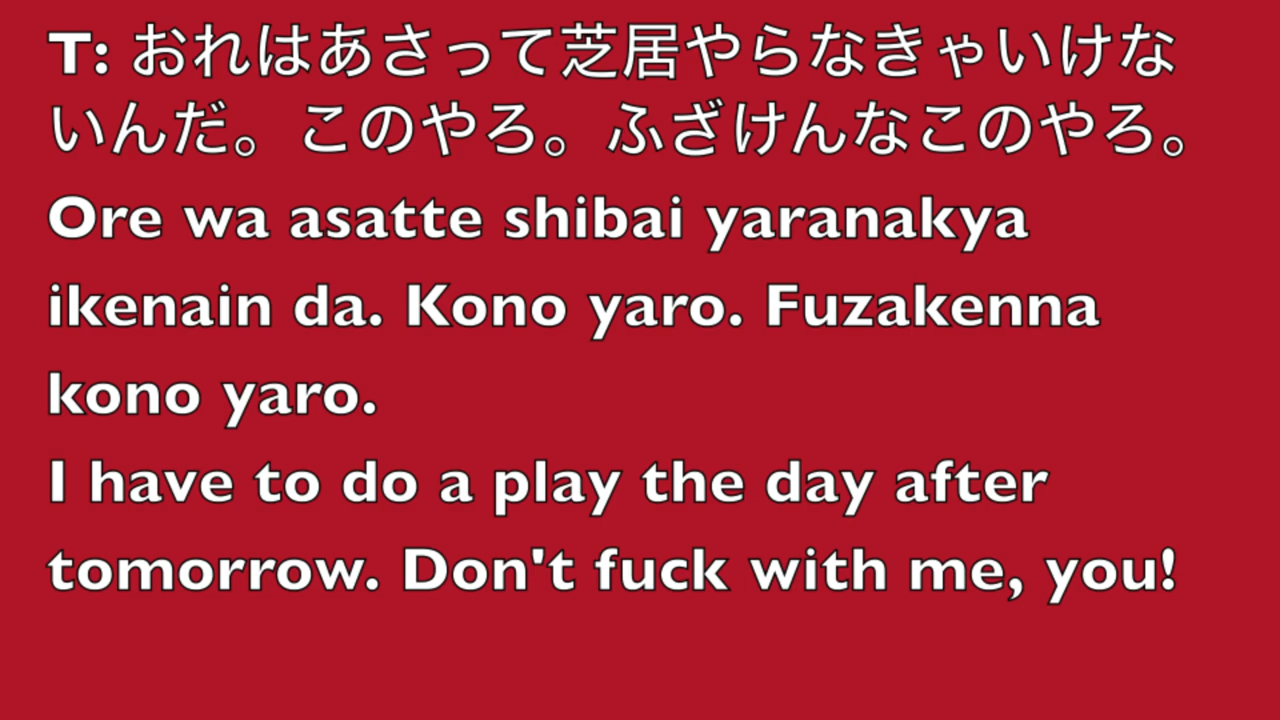 T: おれはあさって芝居やらなきゃいけな
いんだ。このやろ。ふざけんなこのやろ。
Ore wa asatte shibai yaranakya
ikenain da. Kono yaro. Fuzakenna
kono yaro.
I have to do a play the day after
tomorrow. Don't fuck with me, you!